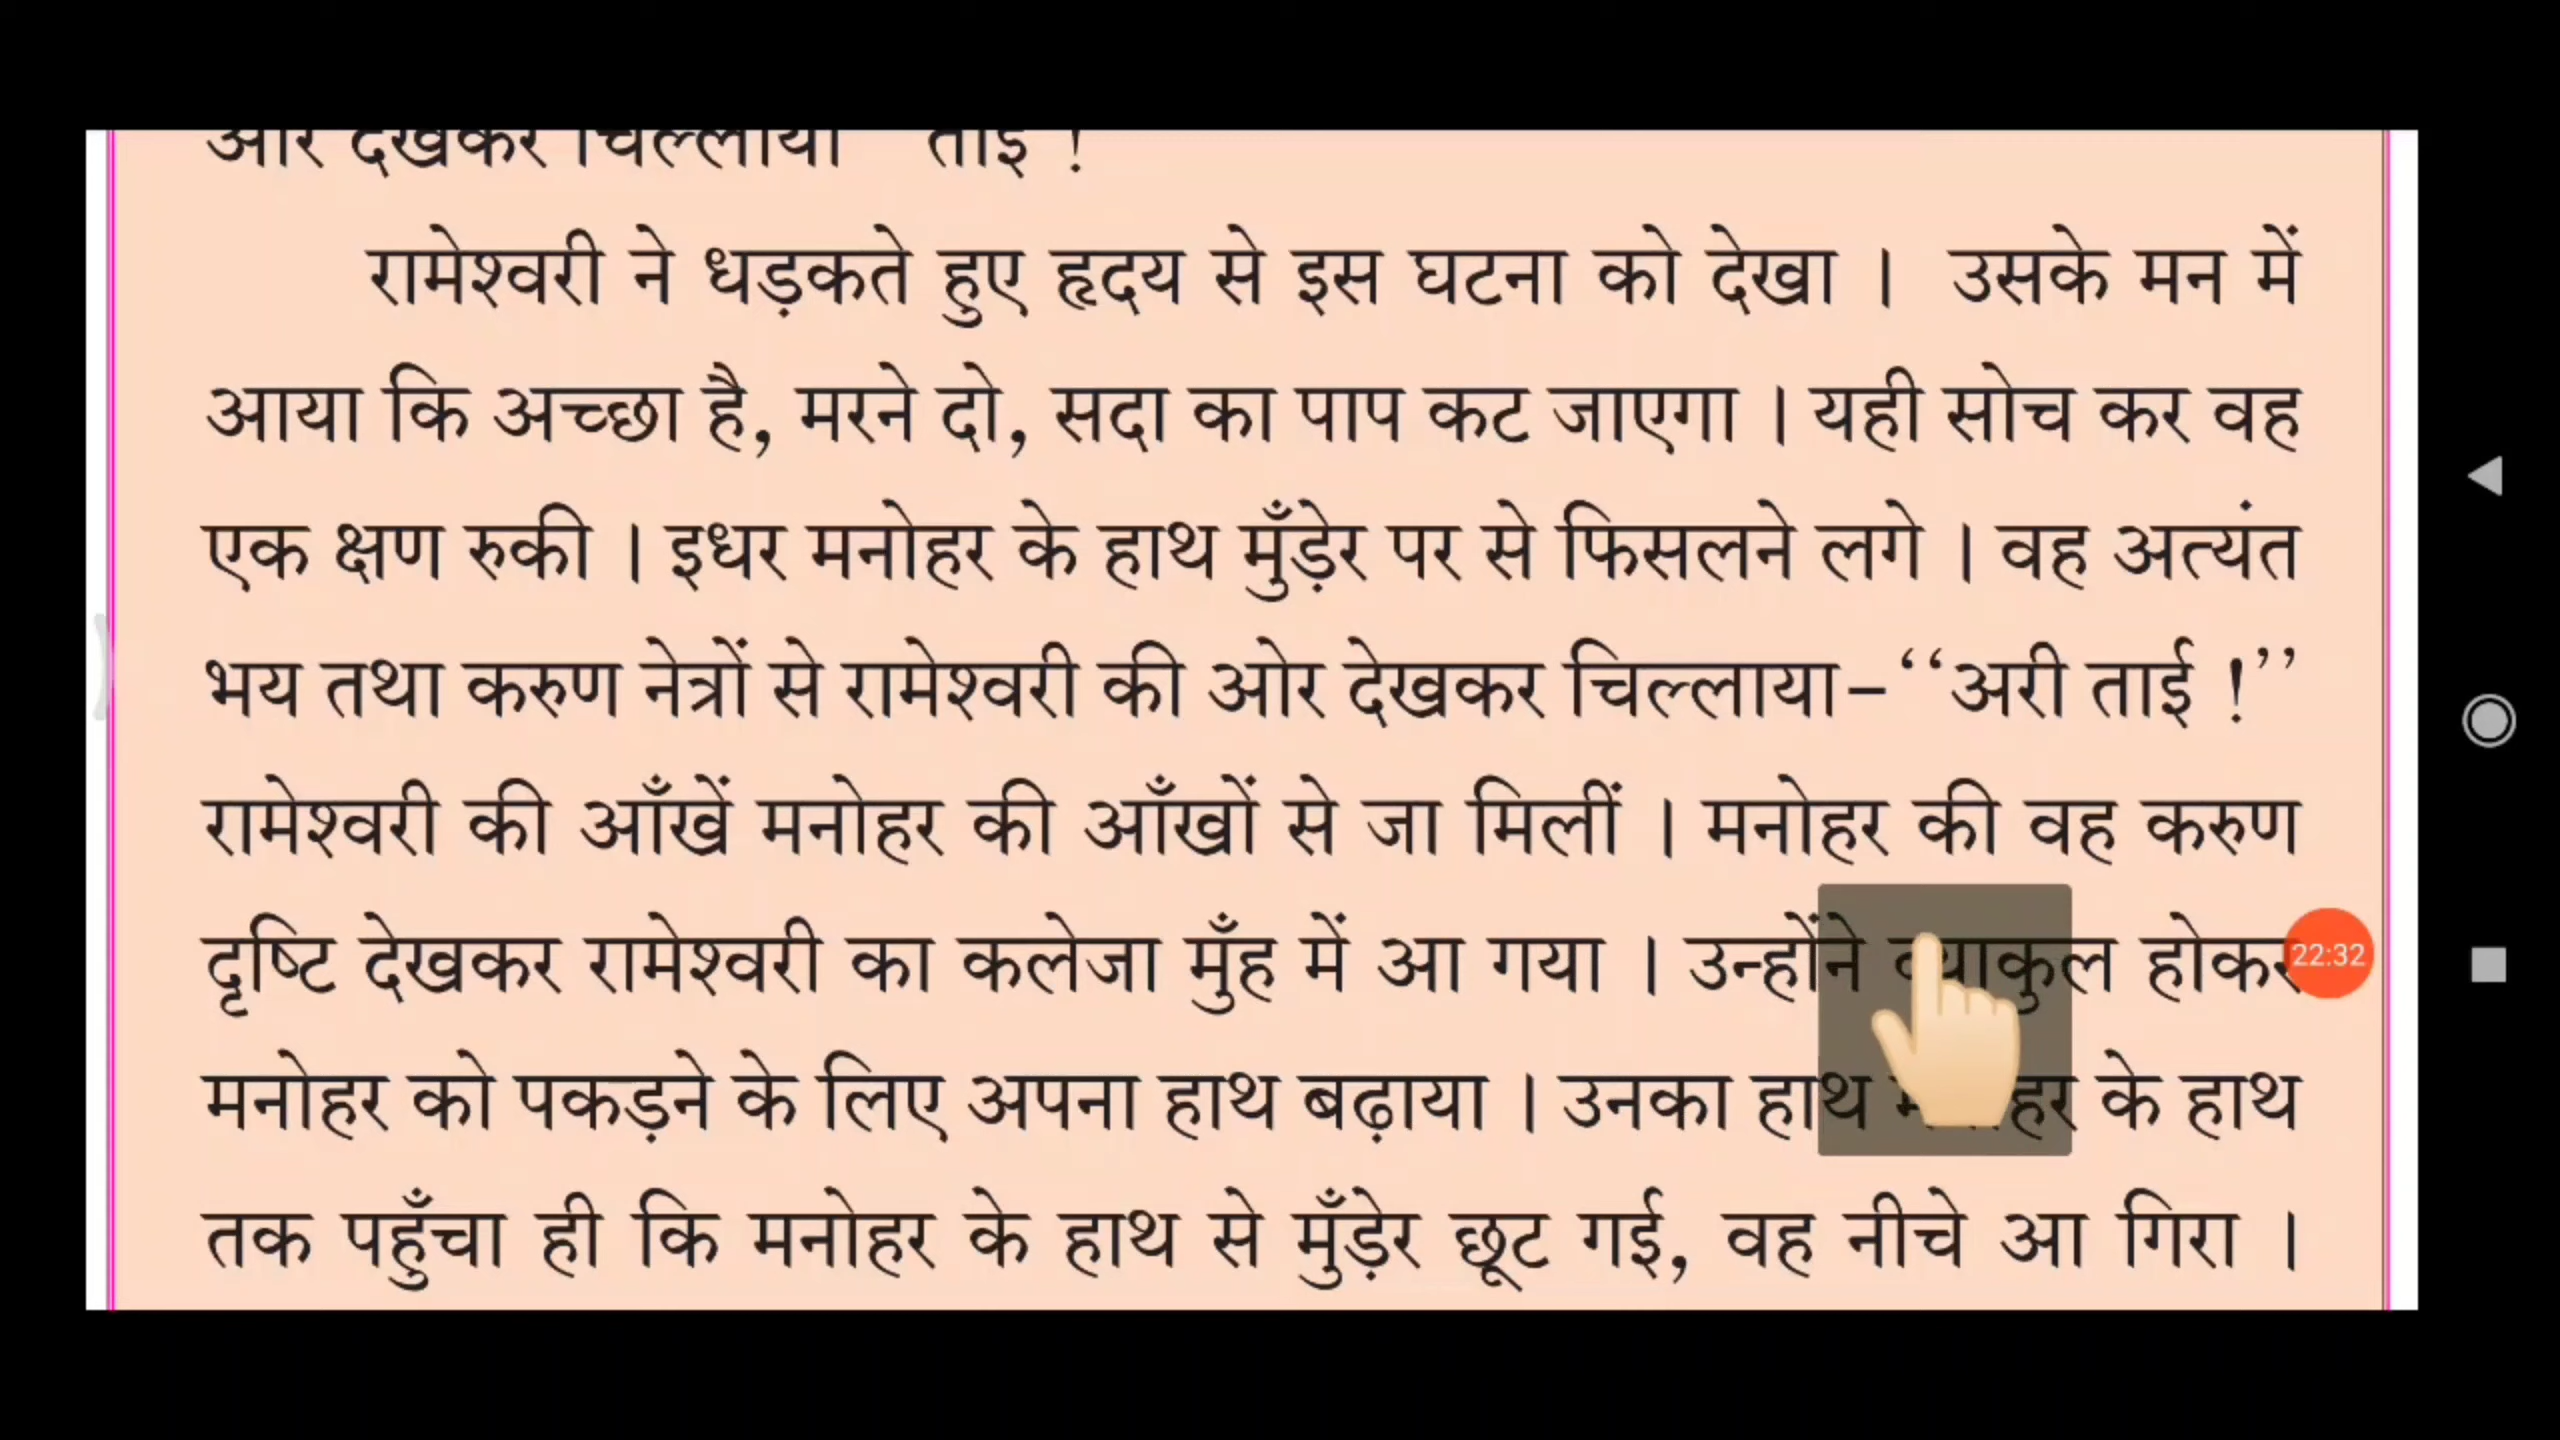 ओर देखकर चिल्लाया "ताई !
रामेश्वरी ने धड़कते हुए हृदय से इस घटना को देखा । उसके मन में
आया कि अच्छा है, मरने दो, सदा का पाप कट जाएगा । यही सोच कर वह
एक क्षण रुकी । इधर मनोहर के हाथ मुँड़ेर पर से फिसलने लगे । वह अत्यंत
भय तथा करुण नेत्रों से रामेश्वरी की ओर देखकर चिल्लाया-‘‘अरी ताई !’’
रामेश्वरी की आँखें मनोहर की आँखों से जा मिलीं । मनोहर की वह करुण
दृष्टि देखकर रामेश्वरी का कलेजा मुँह में आ गया । उन्होंने व्याकुल होकर
22:32
मनोहर को पकड़ने के लिए अपना हाथ बढ़ाया । उनका हाथ के हाथ
तक पहुँचा ही कि मनोहर के हाथ से मुँड़ेर छूट गई, वह नीचे आ गिरा ।